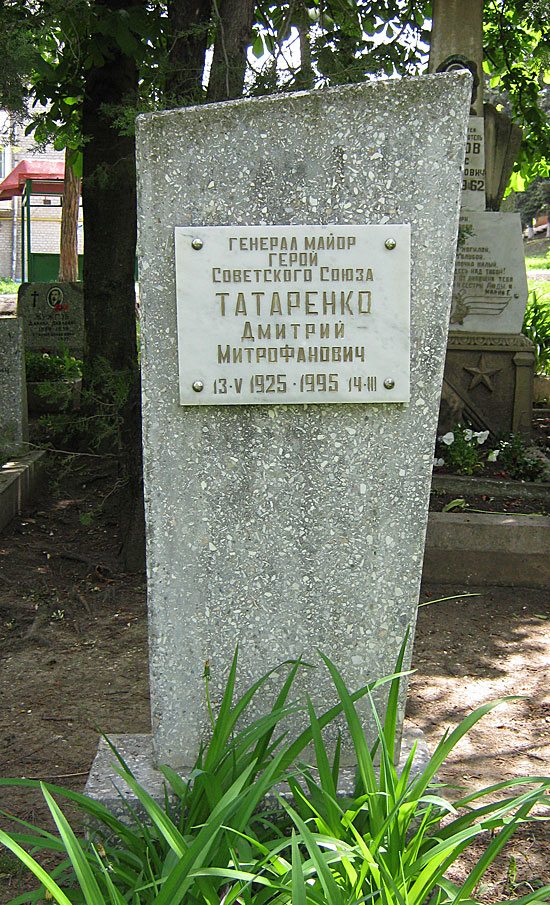 ГЕНЕРАЛ МАЙОР
ГЕРОЙ
СОВЕТСКОГО СОЮЗА
ТАТАРЕНКО
ДМИТРИЙ
МИТРОФАНОВИЧ
13·V 1925 - 1995 14·III